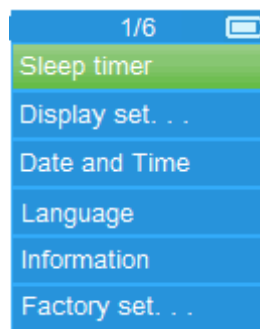 1/6
Sleep timer
Display set. . .
Date and Time
Language
Information
Factory set. . .